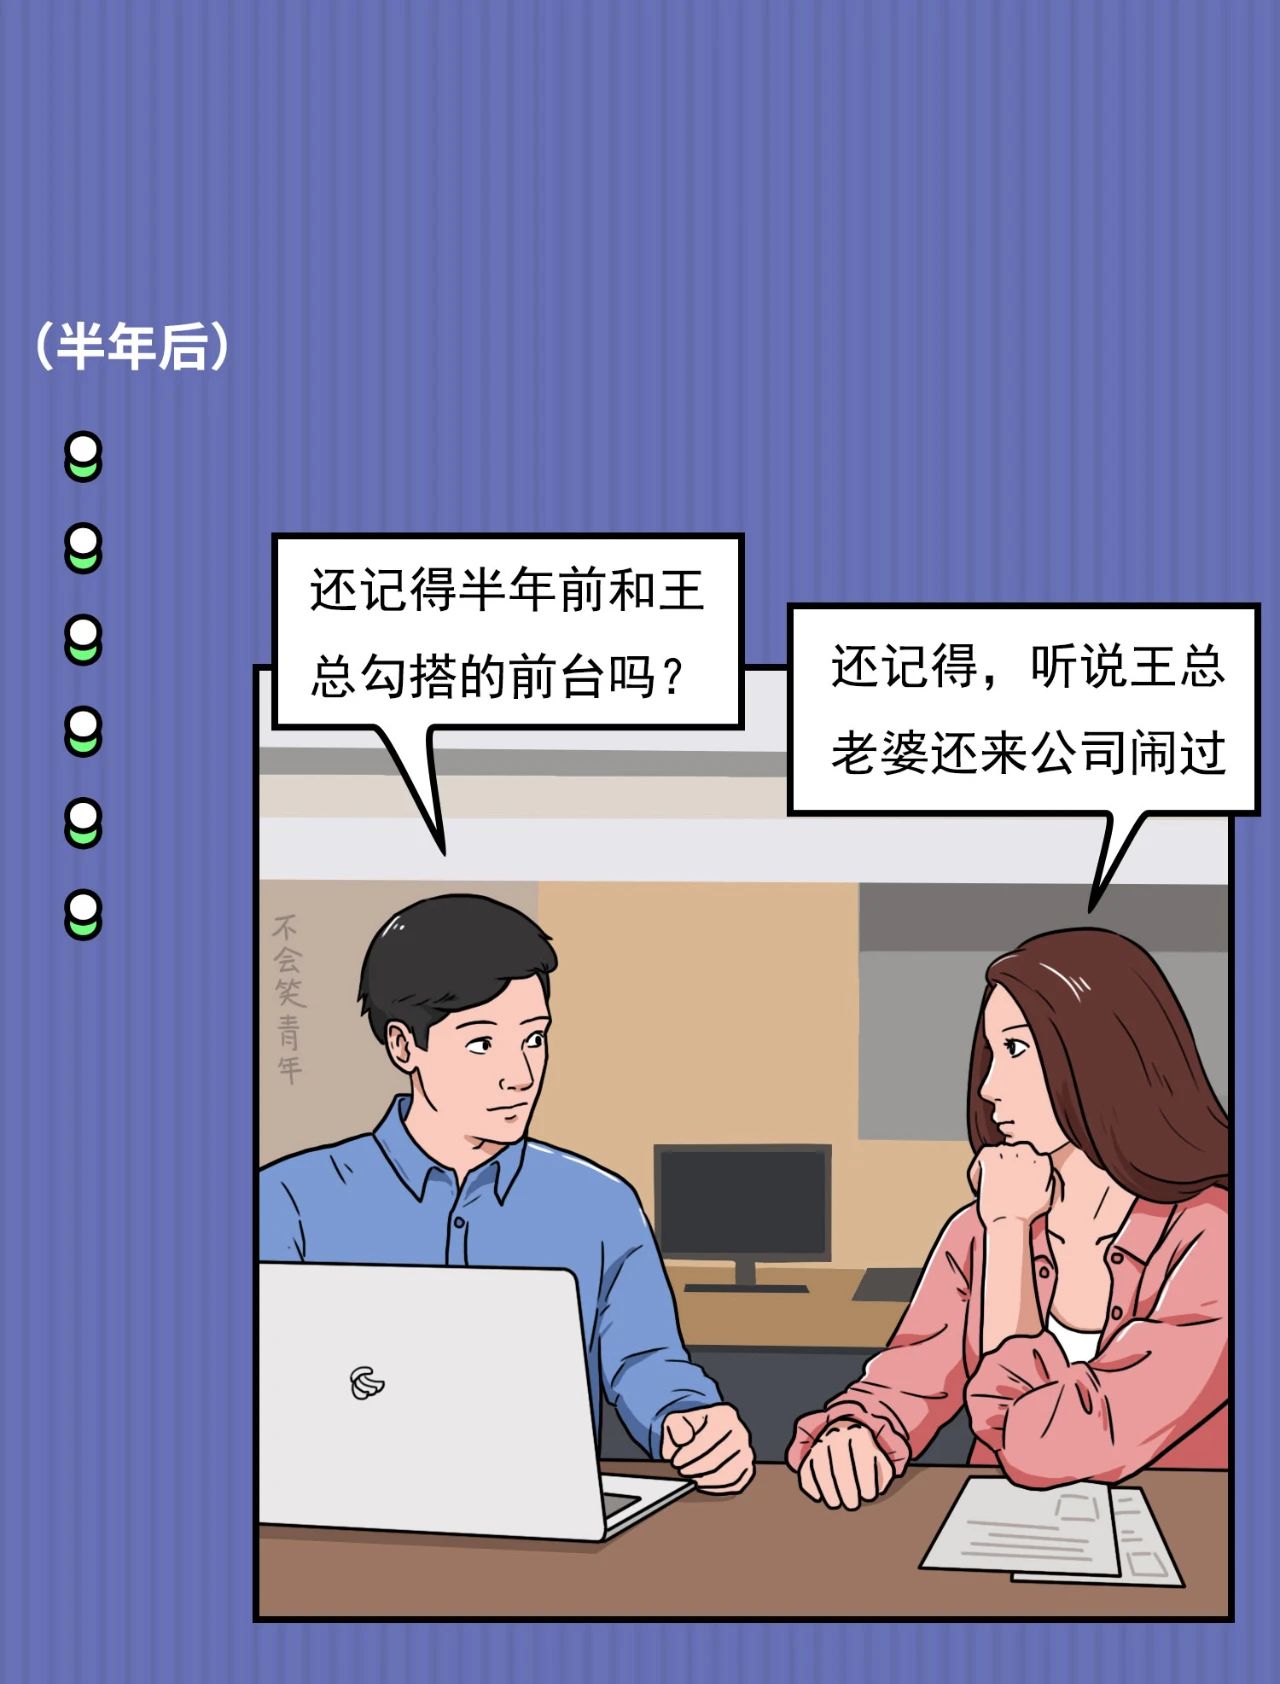 （半年后）
还记得半年前和王
总勾搭的前台吗？
还记得，听说王总
老婆还来公司闹过
不会笑青年